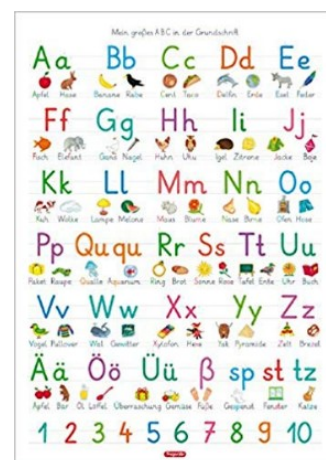 Mein großes ABC in der Grundschrift
Aa Bb Cc Dd Ee
Apfel Hase Banane Rabe Cent Taco Delfin Erde Esel Feder
Ff Gg Hh Ii Jj
Fisch Elefant Gans Nagel Huhn Uhu Igel Zitrone Jacke Boje
Kk Ll Mm Nn Oo
Kuh Wolke Lampe Melone Maus Blume Nase Birne Ofen Hose
Pp Ququ Rr Ss Tt Uu
Paket Raupe Qualle Aquarium Ring Brot Sonne Rose Tafel Ente Uhr Buch
Vv Ww Xx Yy Zz
Vogel Pullover Wal Gewitter Xylofon Hexe Yak Pyramide Zelt Brezel
Ää Öö Üü ß sp st tz
Äpfel Bär Öl Löffel Überraschung Gemüse Füße Gespenst Fenster Katze
1 2 3 4 5 6 7 8 9 10